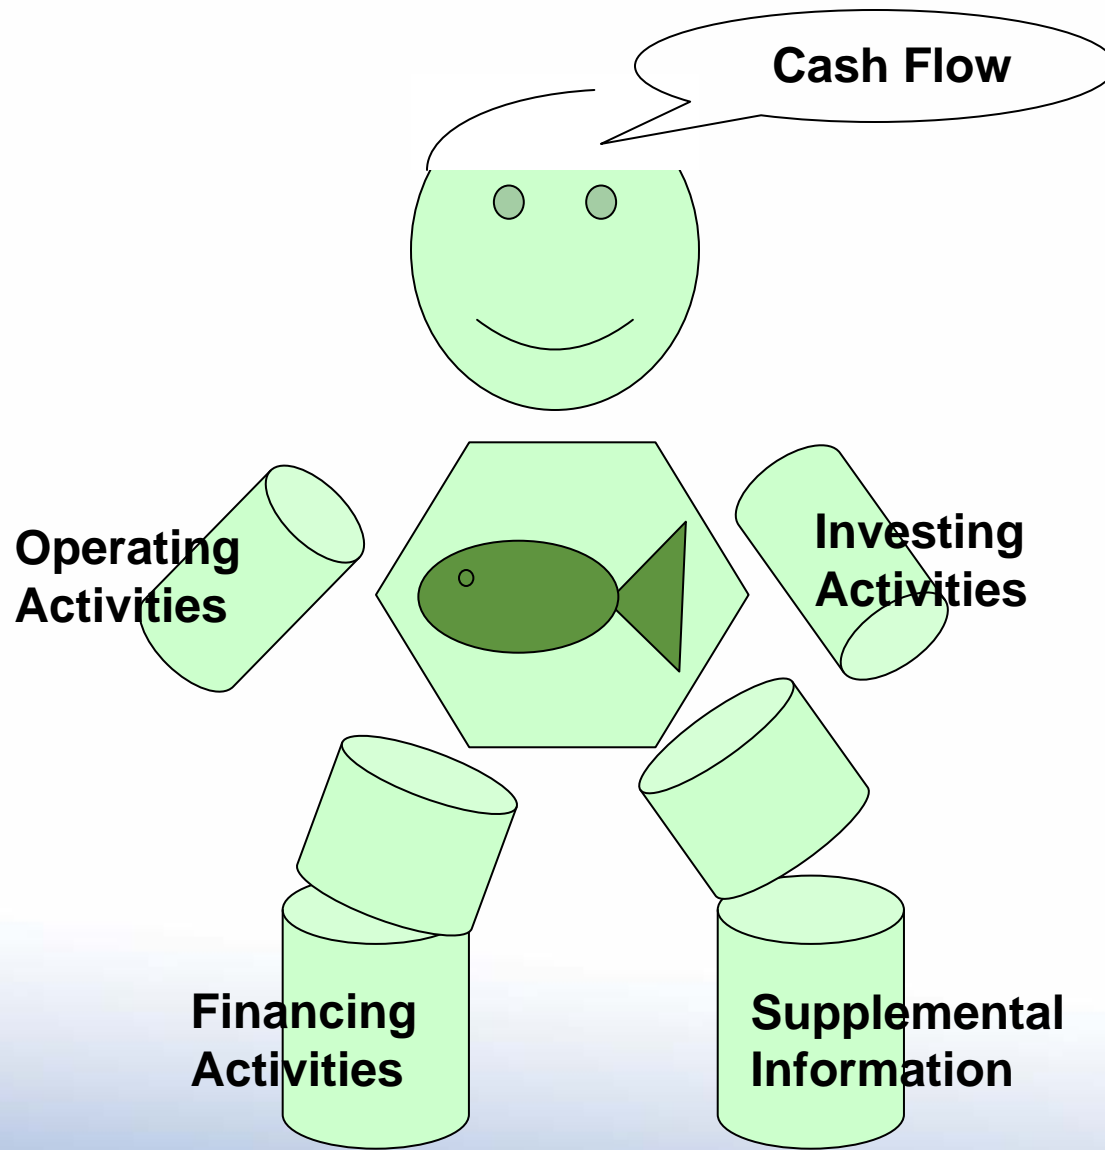 Cash Flow
Operating
Activities
Investing
Activities
Financing
Activities
Supplemental
Information